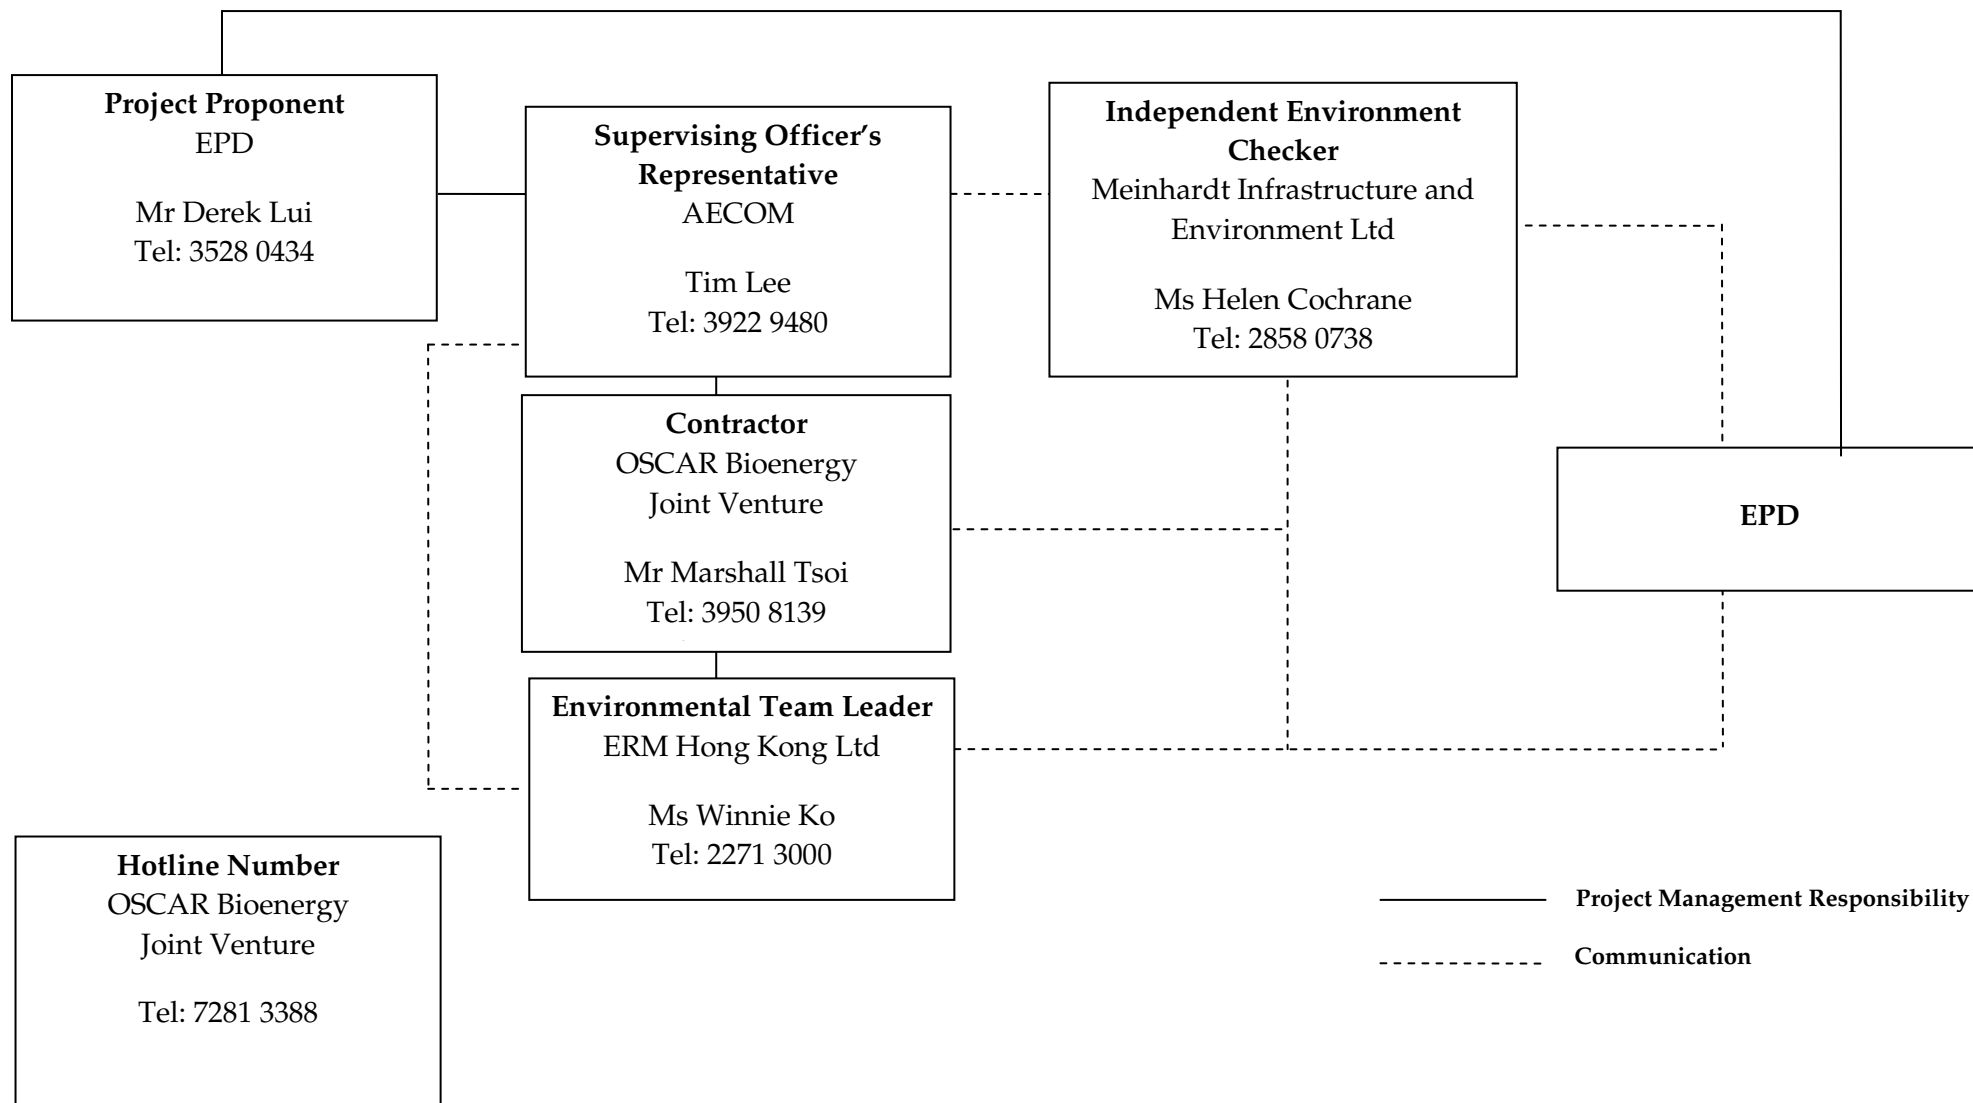 Project Proponent
EPD
Mr Derek Lui
Tel: 3528 0434
Supervising Officer’s
Representative
AECOM
Tim Lee
Tel: 3922 9480
Independent Environment
Checker
Meinhardt Infrastructure and
Environment Ltd
Ms Helen Cochrane
Tel: 2858 0738
Contractor
OSCAR Bioenergy
Joint Venture
Mr Marshall Tsoi
Tel: 3950 8139
EPD
Environmental Team Leader
ERM Hong Kong Ltd
Ms Winnie Ko
Tel: 2271 3000
Hotline Number
OSCAR Bioenergy
Joint Venture
Tel: 7281 3388
Project Management Responsibility
Communication